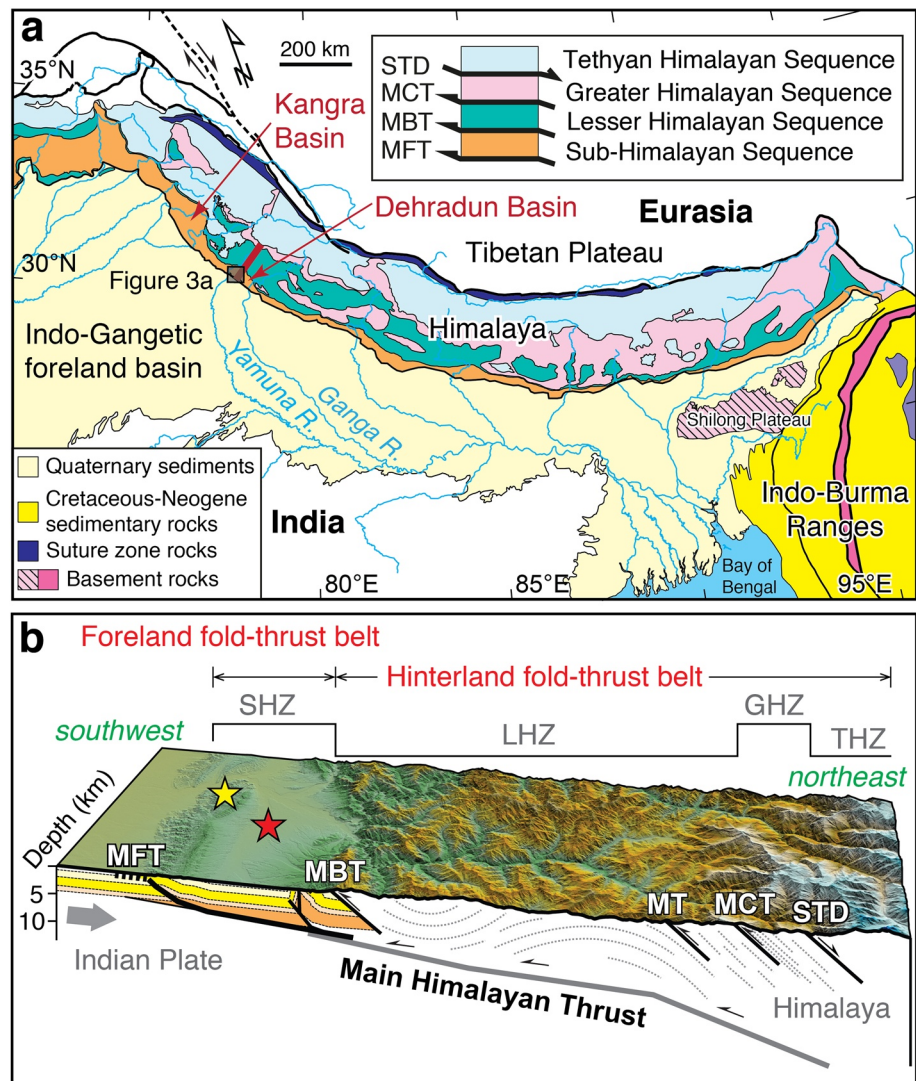 a
200 km
N
35°N
30°N
Kangra
Basin
STD
MCT
MBT
MFT
Tethyan Himalayan Sequence
Greater Himalayan Sequence
Lesser Himalayan Sequence
Sub-Himalayan Sequence
Dehradun Basin
Eurasia
Tibetan Plateau
Figure 3a
Himalaya
Indo-Gangetic
foreland basin
Yamuna R.
Ganga R.
Shilong Plateau
Quaternary sediments
Cretaceous-Neogene
sedimentary rocks
Suture zone rocks
Basement rocks
India
Indo-Burma
Ranges
Bay of
Bengal
80°E
85°E
95°E
b
Foreland fold-thrust belt
Hinterland fold-thrust belt
SHZ
GHZ
LHZ
THZ
southwest
northeast
Depth (km)
MFT
MBT
MT
MCT
STD
5
10
Indian Plate
Main Himalayan Thrust
Himalaya